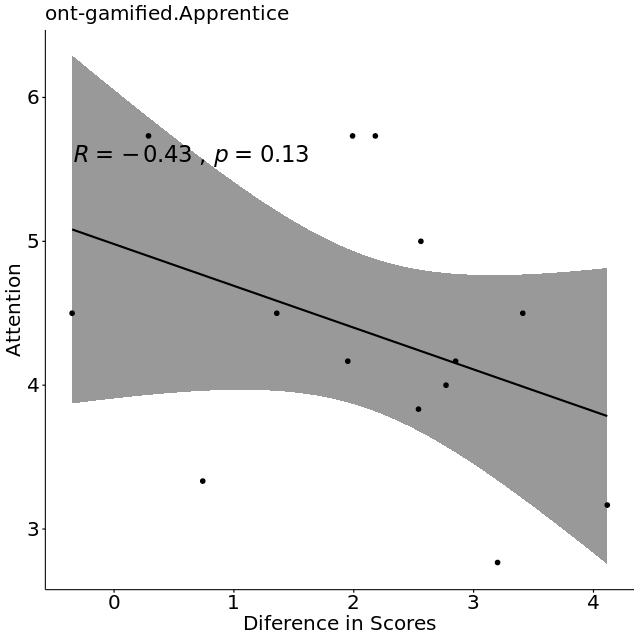 ont-gamified.Apprentice
6
R = −0.43 , p = 0.13
5
Attention
4
3
0 1 2 3 4
Diference in Scores